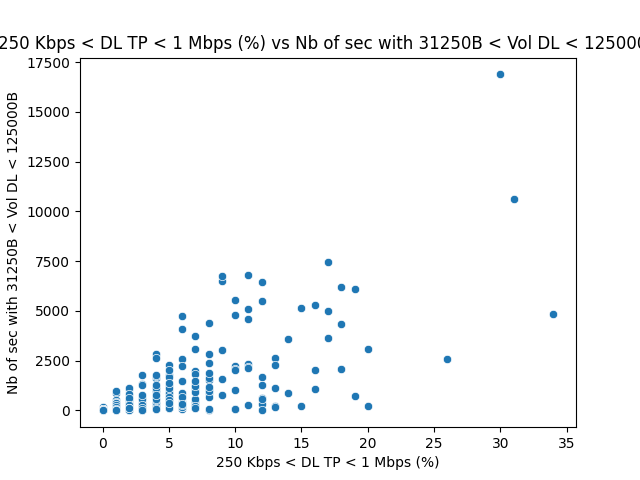 250 Kbps < DL TP < 1 Mbps (%) vs Nb of sec with 31250B < Vol DL < 125000
17500
15000
12500
10000
7500
5000
2500
0
Nb of sec with 31250B < Vol DL < 125000B
0 5 10 15 20 25 30 35
250 Kbps < DL TP < 1 Mbps (%)